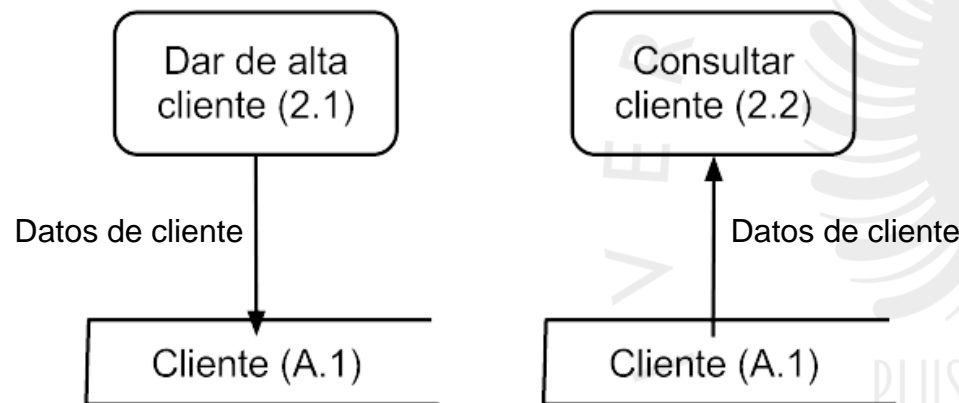 Dar de alta
cliente (2.1)
Consultar
cliente (2.2)
Datos de cliente
Datos de cliente
Cliente (A.1)
Cliente (A.1)
V E R
PLUS